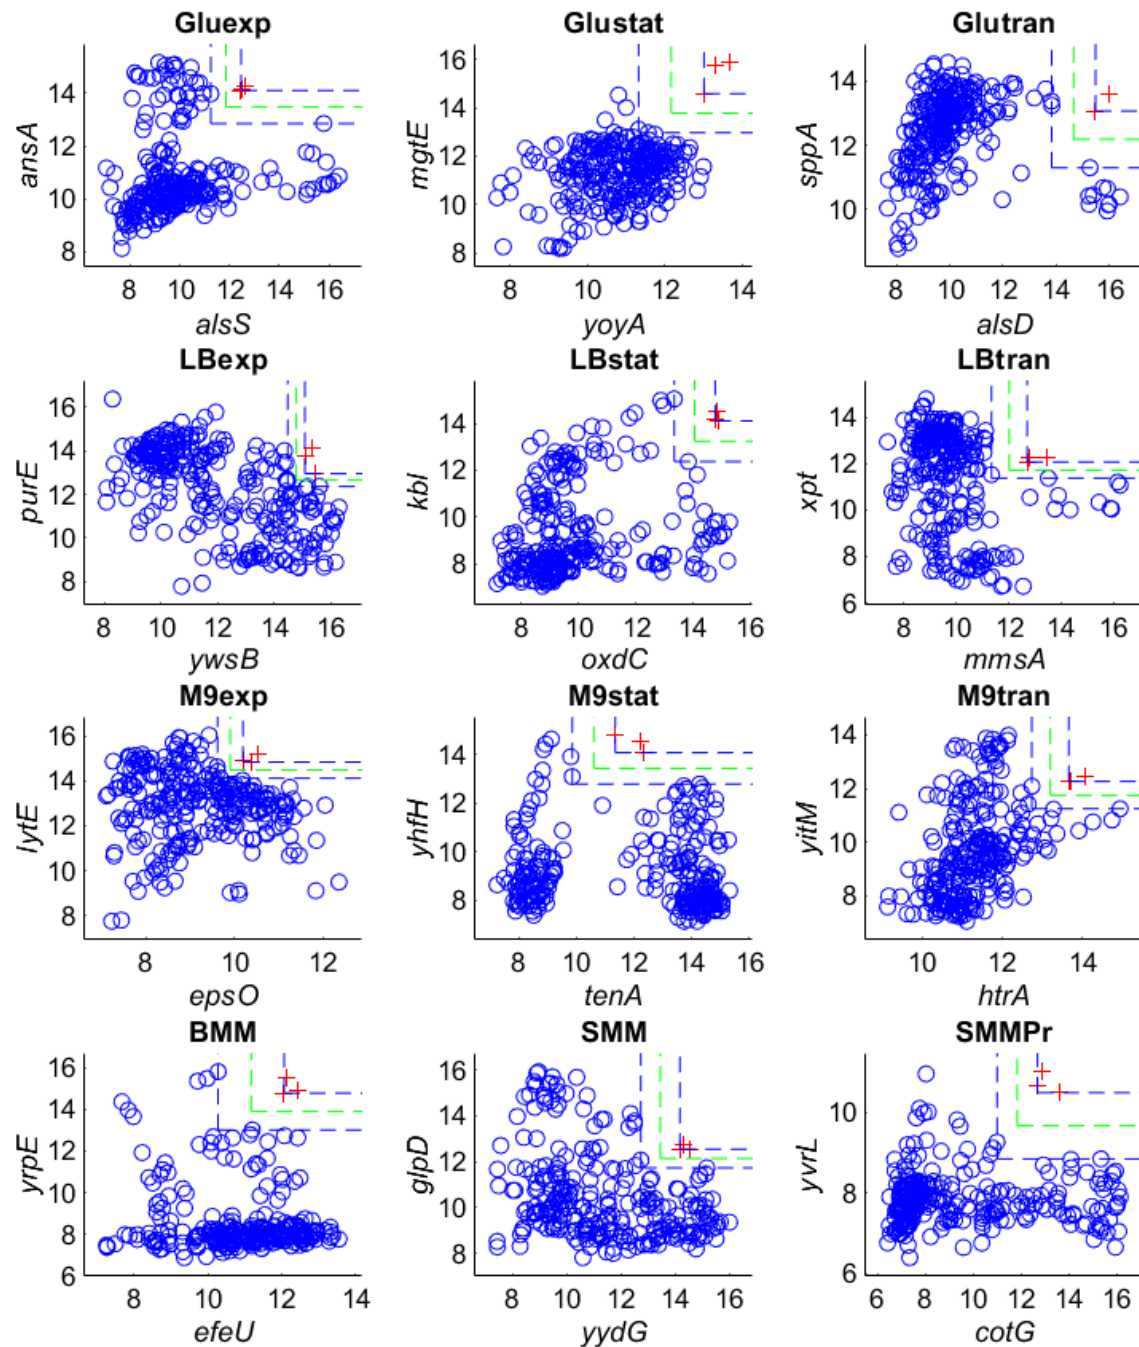 Gluexp
ansA
14
12
10
8
8 10 12 14 16
alsS
Glustat
mgtE
16
14
12
10
8
8 10 12 14
yoyA
Glutran
sppA
14
12
10
8 10 12 14 16
alsD
LBexp
purE
16
14
12
10
8
8 10 12 14 16
ywsB
LBstat
kbl
14
12
10
8
8 10 12 14 16
oxdC
LBtran
xpt
14
12
10
8
6
8 10 12 14 16
mmsA
M9exp
lytE
16
14
12
10
8
8 10 12
epsO
M9stat
yhfH
14
12
10
8
8 10 12 14 16
tenA
M9tran
yitM
14
12
10
8
10 12 14
htrA
BMM
yrpE
16
14
12
10
8
6
8 10 12 14
efeU
SMM
glpD
16
14
12
10
8
8 10 12 14 16
yydG
SMMPr
yvrL
10
8
6
6 8 10 12 14 16
cotG